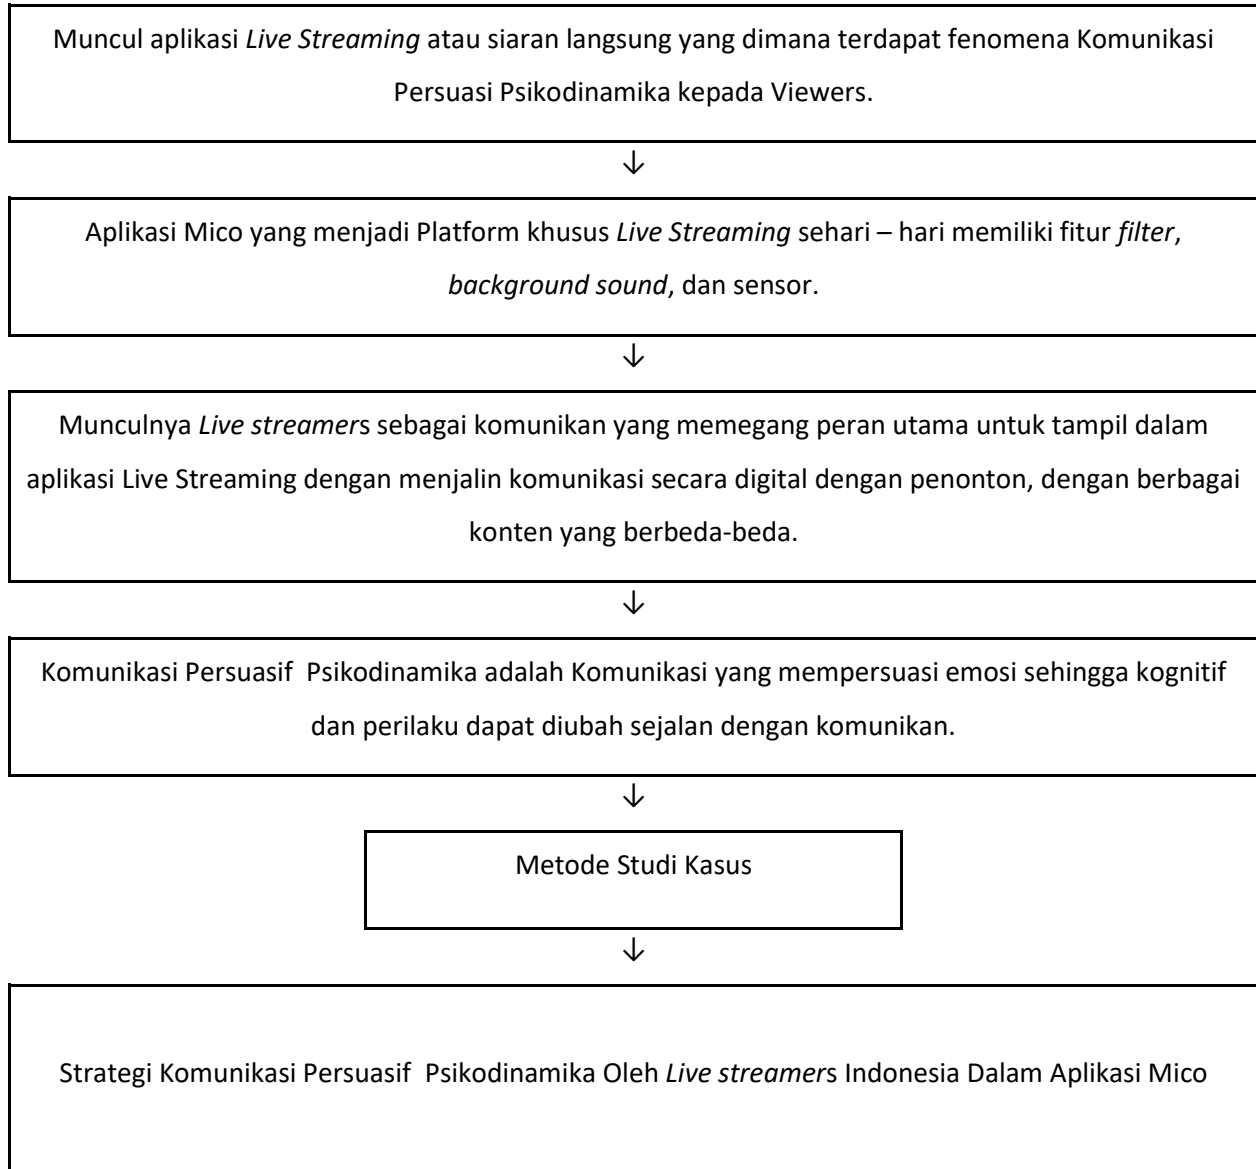 Muncul aplikasi Live Streaming atau siaran langsung yang dimana terdapat fenomena Komunikasi
Persuasi Psikodinamika kepada Viewers.
↓
Aplikasi Mico yang menjadi Platform khusus Live Streaming sehari – hari memiliki fitur filter,
background sound, dan sensor.
↓
Munculnya Live streamers sebagai komunikan yang memegang peran utama untuk tampil dalam
aplikasi Live Streaming dengan menjalin komunikasi secara digital dengan penonton, dengan berbagai
konten yang berbeda-beda.
↓
Komunikasi Persuasif  Psikodinamika adalah Komunikasi yang mempersuasi emosi sehingga kognitif
dan perilaku dapat diubah sejalan dengan komunikan.
↓
Metode Studi Kasus
↓
Strategi Komunikasi Persuasif  Psikodinamika Oleh Live streamers Indonesia Dalam Aplikasi Mico